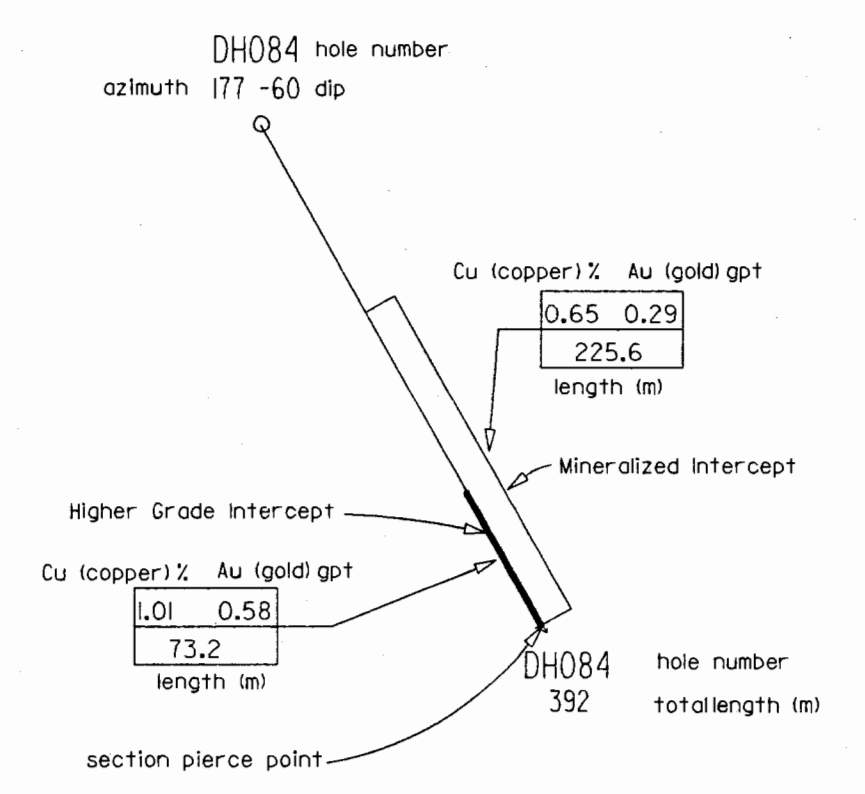 DH084 hole number
azimuth 177 -60 dip
Cu (copper) % Au (gold) gpt
0.65 0.29
225.6
length (m)
Mineralized Intercept
Higher Grade Intercept
Cu (copper) % Au (gold) gpt
1.01 0.58
73.2
length (m)
DH084 hole number
392 total length (m)
section pierce point